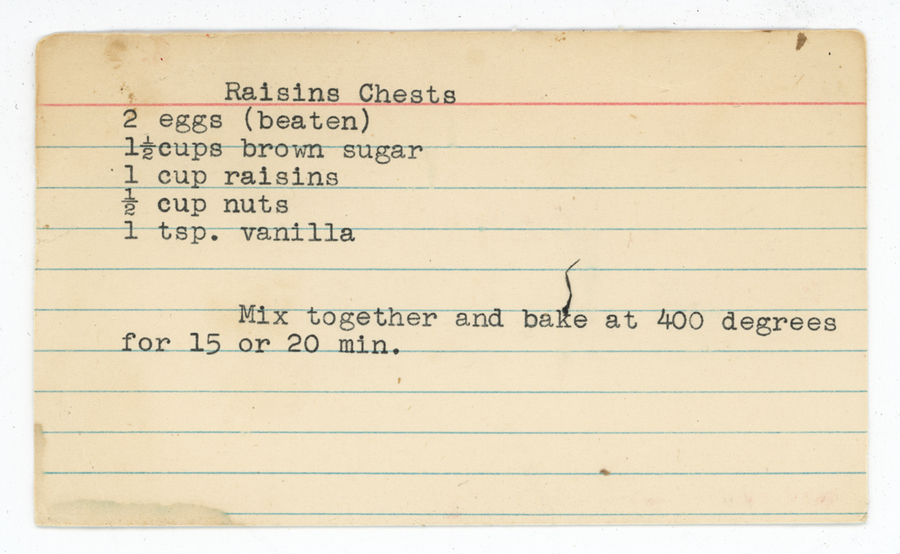 Raisins Chests
2 eggs (beaten)
1½cups brown sugar
1 cup raisins
½ cup nuts
1 tsp. vanilla
Mix together and bake at 400 degrees
for 15 or 20 min.